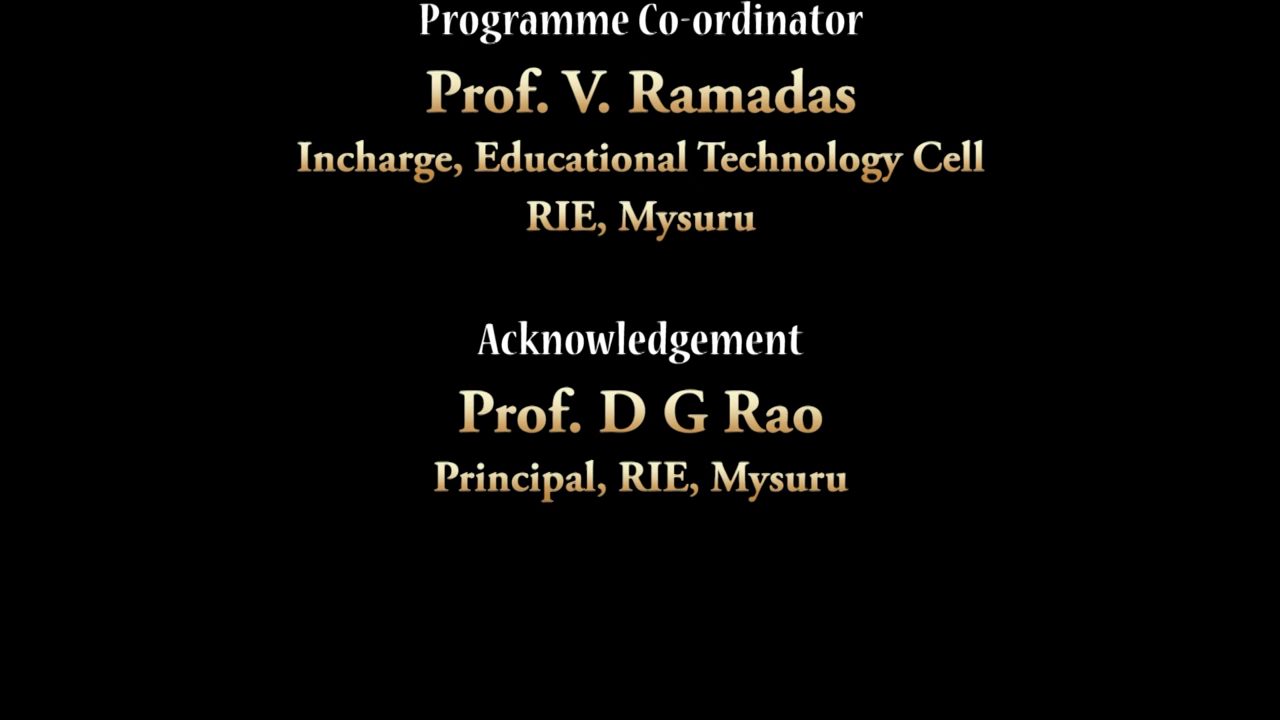 Programme Co-ordinator
Prof. V. Ramadas
Incharge, Educational Technology Cell
RIE, Mysuru
Acknowledgement
Prof. D G Rao
Principal, RIE, Mysuru